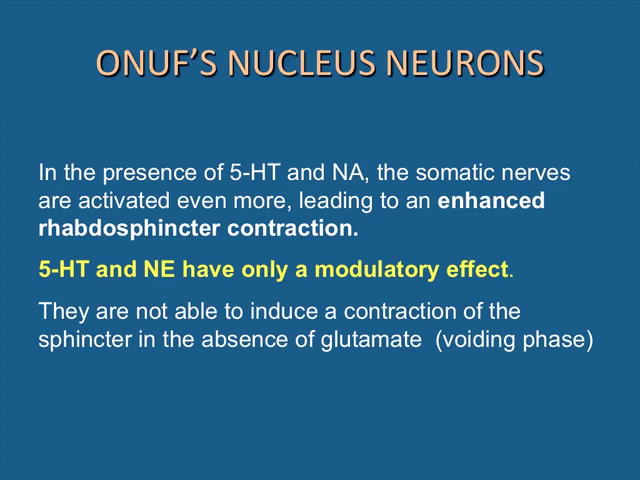 ONUF’S NUCLEUS NEURONS
In the presence of 5-HT and NA, the somatic nerves
are activated even more, leading to an enhanced
rhabdosphincter contraction.
5-HT and NE have only a modulatory effect.
They are not able to induce a contraction of the
sphincter in the absence of glutamate  (voiding phase)